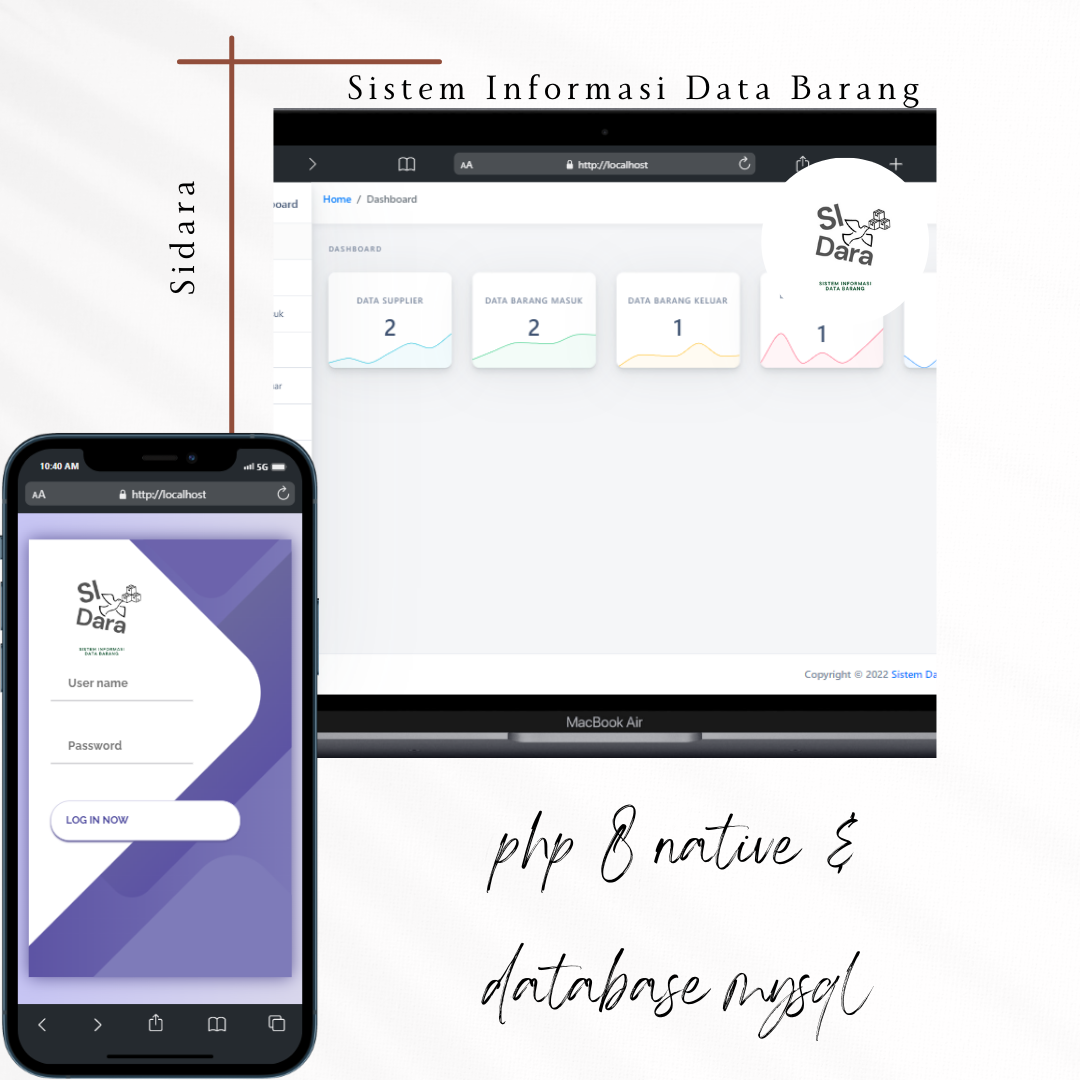 Sistem Informasi Data Barang
Sidara
AA
http://localhost
oard
Home / Dashboard
DASHBOARD
uk
ar
DATA SUPPLIER
2
DATA BARANG MASUK
2
DATA BARANG KELUAR
1
1
SI
Dara
SISTEM INFORMASI
DATA BARANG
Copyright © 2022 Sistem Da
MacBook Air
10:40 AM
5G
AA
http://localhost
SI
Dara
SISTEM INFORMASI
DATA BARANG
User name
Password
LOG IN NOW
php 8 native &
database mysql